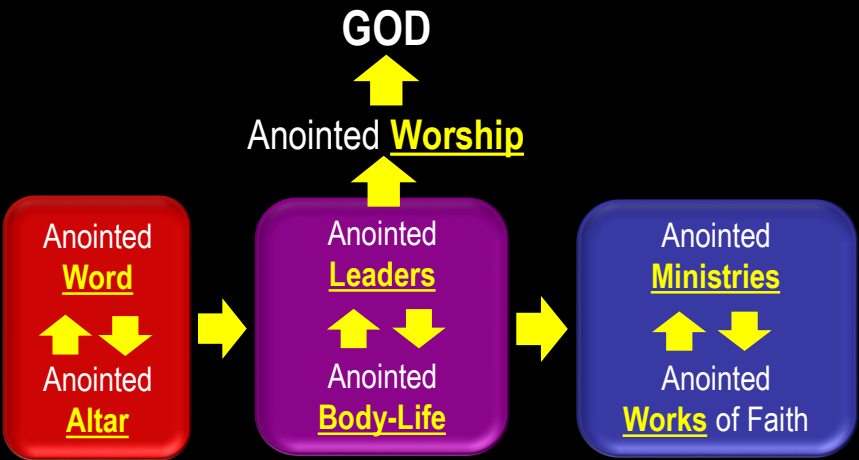 GOD
Anointed Worship
Anointed
Word
Anointed
Altar
Anointed
Leaders
Anointed
Body-Life
Anointed
Ministries
Anointed
Works of Faith